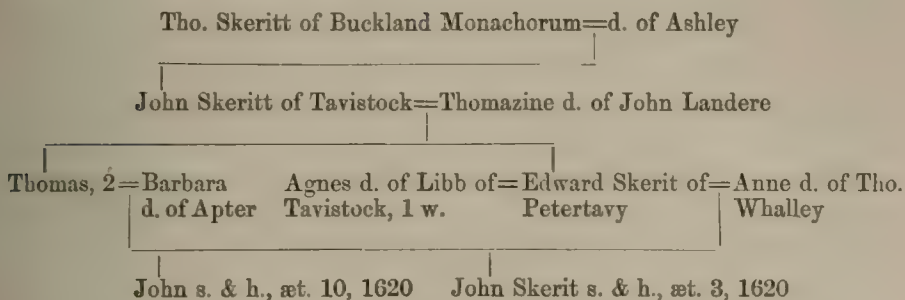 Tho. Skeritt of Buckland Monachorum=d. of Ashley
John Skeritt of Tavistock=Thomazine d. of John Landere
Thomas, 2=Barbara Agnes d. of Libb of=Edward Skerit of=Anne d. of Tho.
d. of Apter Tavistock, 1 w. Petertavy Whalley
John s. & h., æt. 10, 1620 John Skerit s. & h., æt. 3, 1620